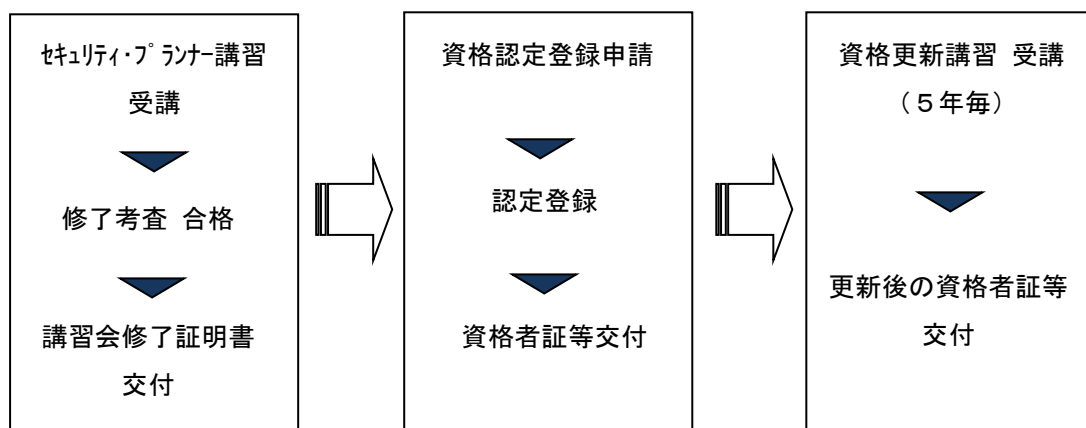 ｾｷｭﾘﾃｨ・ﾌﾟﾗﾝﾅｰ講習
受講
修了考査 合格
講習会修了証明書
交付
資格認定登録申請
認定登録
資格者証等交付
資格更新講習 受講
（５年毎）
更新後の資格者証等
交付